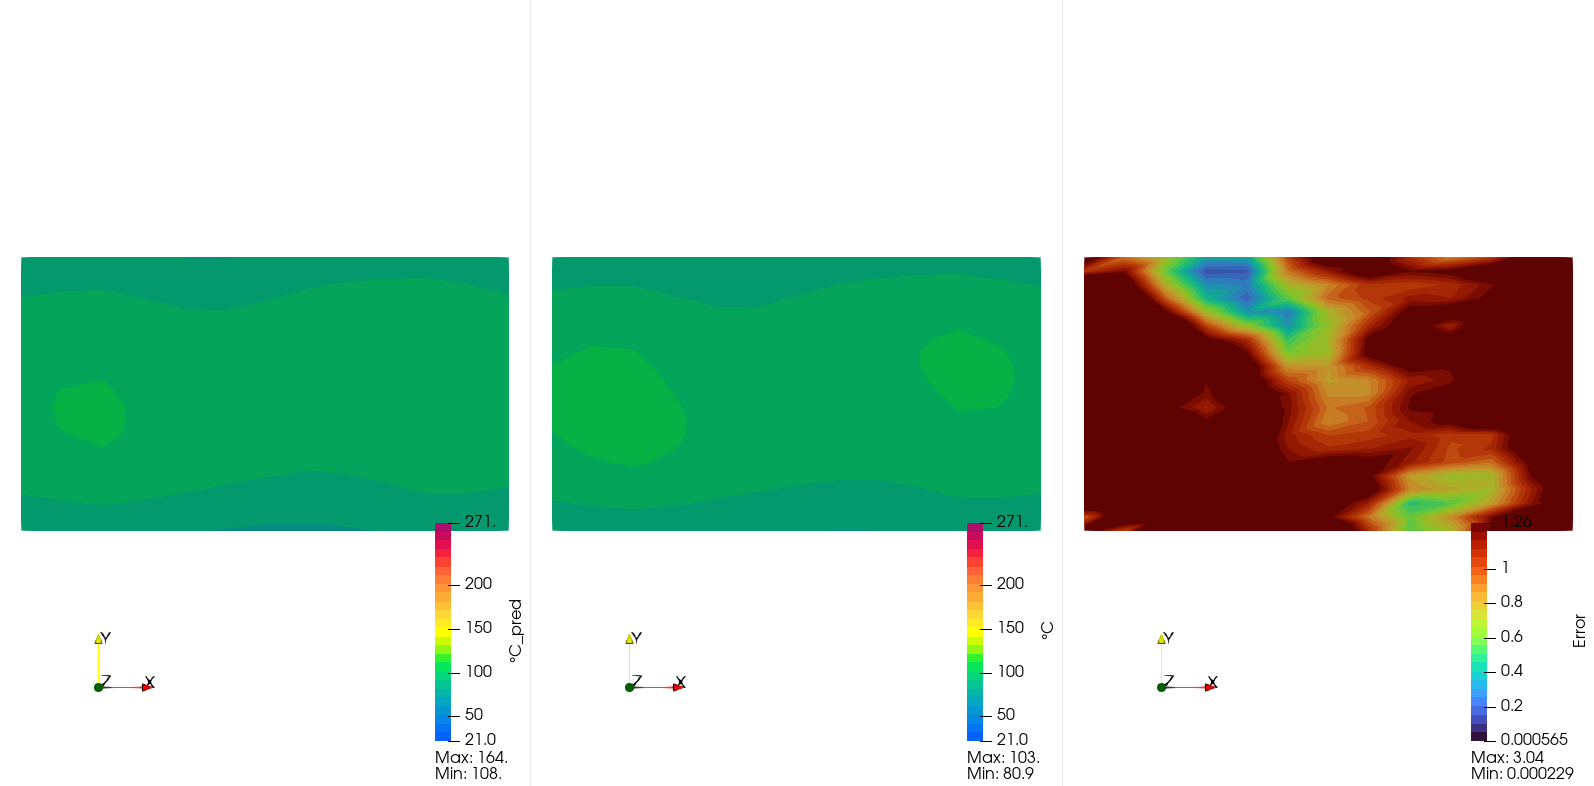 271.
200
150
100
50
21.0
°C_pred
Max: 164.
Min: 108.
Y
Z
X
271.
200
150
100
50
21.0
°C
Max: 103.
Min: 80.9
Y
Z
X
1.26
1
0.8
0.6
0.4
0.2
0.000565
Error
Max: 3.04
Min: 0.000229
Y
Z
X